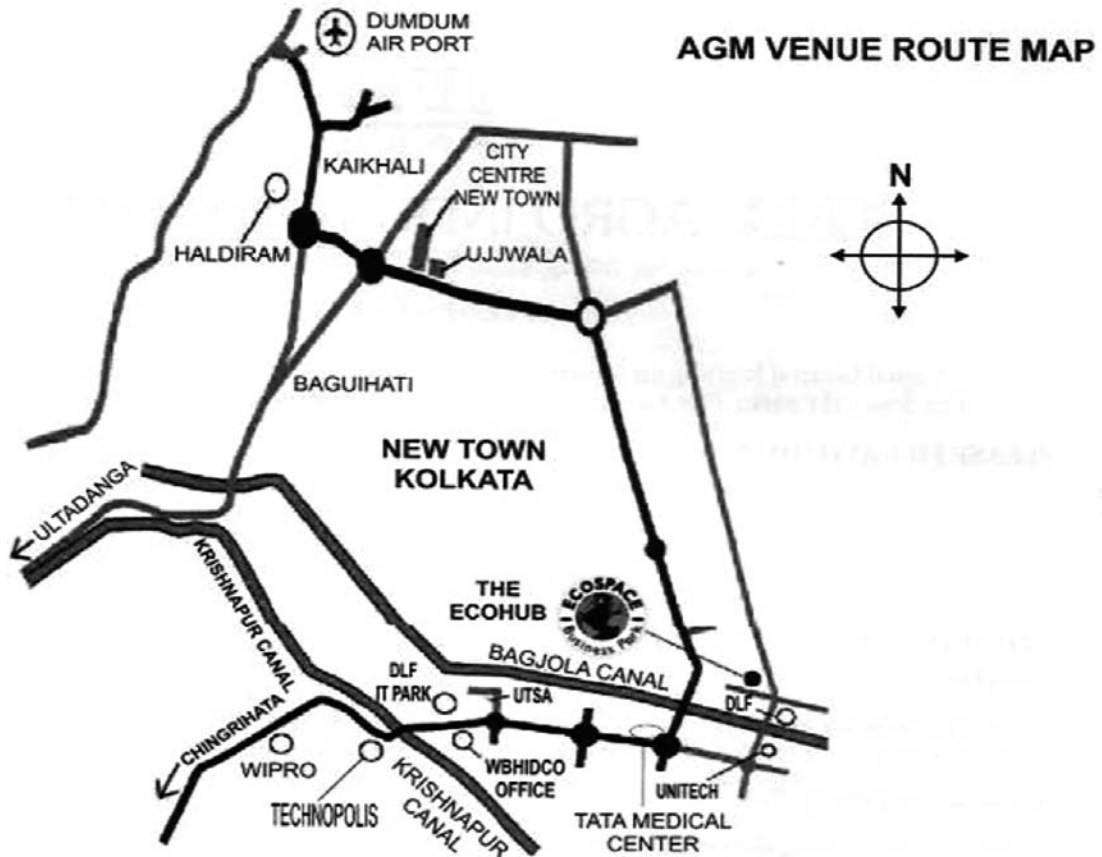 DUMDUM
AIR PORT
AGM VENUE ROUTE MAP
KAIKHALI
CITY
CENTRE
NEW TOWN
N
HALDIRAM
UJJWALA
BAGUIHATI
NEW TOWN
KOLKATA
ULTADANGA
KRISHNAPUR CANAL
THE
ECOHUB
ECOSPACE
Business Park
BAGJOLA CANAL
DLF
IT PARK
UTSA
DLF
CHINGRIHATA
WIPRO
TECHNOPOLIS
KRISHNAPUR
CANAL
WBHIDCO
OFFICE
UNITECH
TATA MEDICAL
CENTER